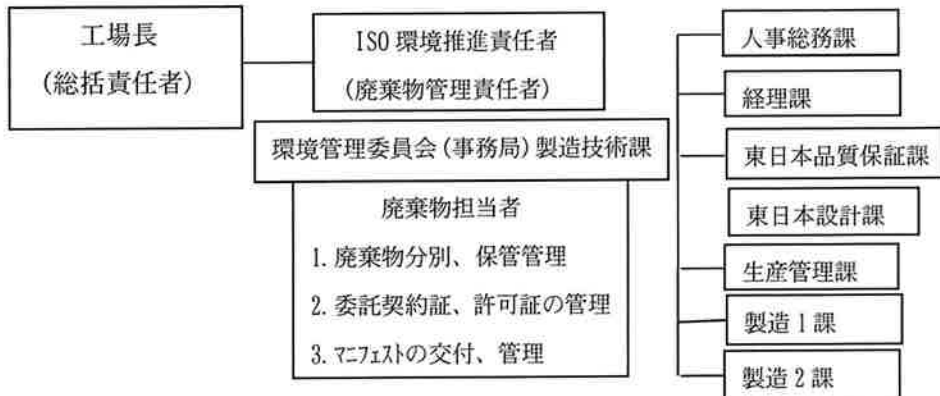 工場長
(総括責任者)
ISO 環境推進責任者
(廃棄物管理責任者)
環境管理委員会(事務局)製造技術課
廃棄物担当者
1. 廃棄物分別、保管管理
2. 委託契約証、許可証の管理
3. マニフェストの交付、管理
人事総務課
経理課
東日本品質保証課
東日本設計課
生産管理課
製造1課
製造2課